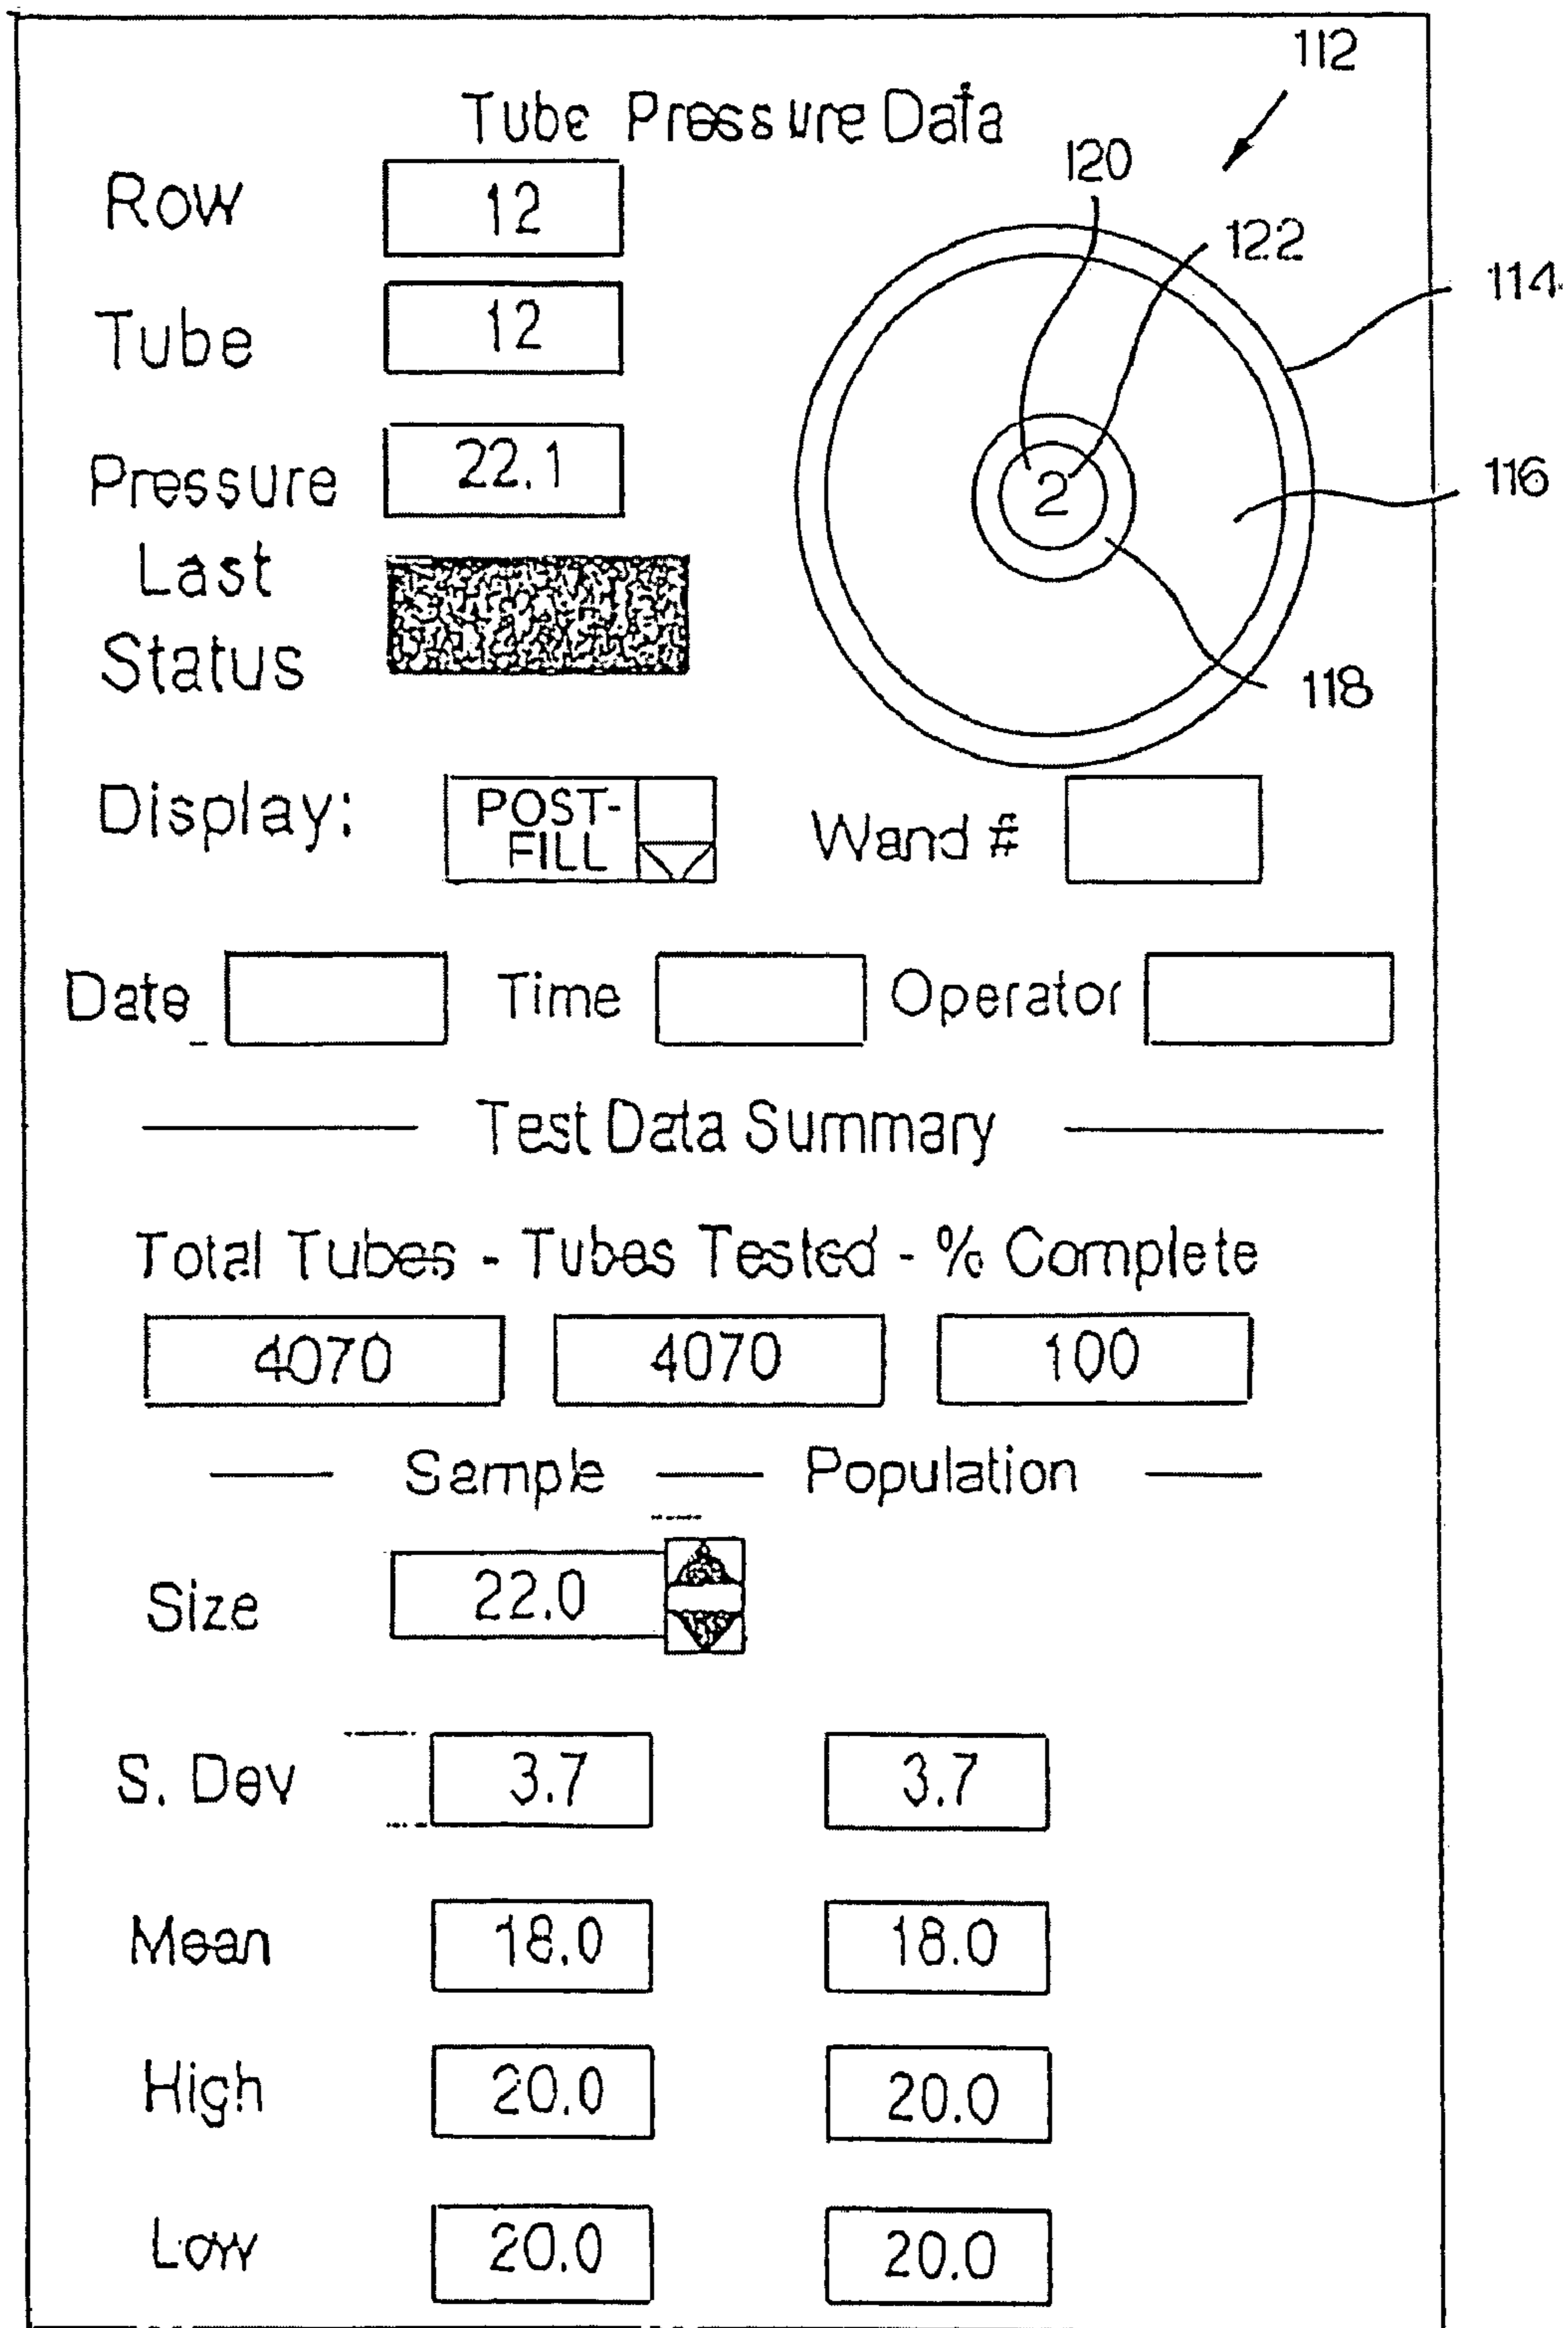 112
Tube Pressure Data
120
Row 12
122
114
Tube 12
Pressure 22.1
2
116
Last
Status
118
Display: POST-
FILL
Wand #
Date Time Operator
Test Data Summary
Total Tubes - Tubes Tested - % Complete
4070 4070 100
Sample Population
Size 22.0
S. Dev 3.7 3.7
Mean 18.0 18.0
High 20.0 20.0
Low 20.0 20.0